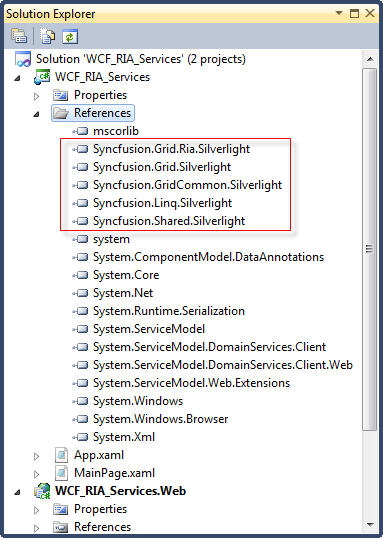 Solution Explorer
Solution 'WCF_RIA_Services' (2 projects)
WCF_RIA_Services
Properties
References
mscorlib
Syncfusion.Grid.Ria.Silverlight
Syncfusion.Grid.Silverlight
Syncfusion.GridCommon.Silverlight
Syncfusion.Linq.Silverlight
Syncfusion.Shared.Silverlight
system
System.ComponentModel.DataAnnotations
System.Core
System.Net
System.Runtime.Serialization
System.ServiceModel
System.ServiceModel.DomainServices.Client
System.ServiceModel.DomainServices.Client.Web
System.ServiceModel.Web.Extensions
System.Windows
System.Windows.Browser
System.Xml
App.xaml
MainPage.xaml
WCF_RIA_Services.Web
Properties
References